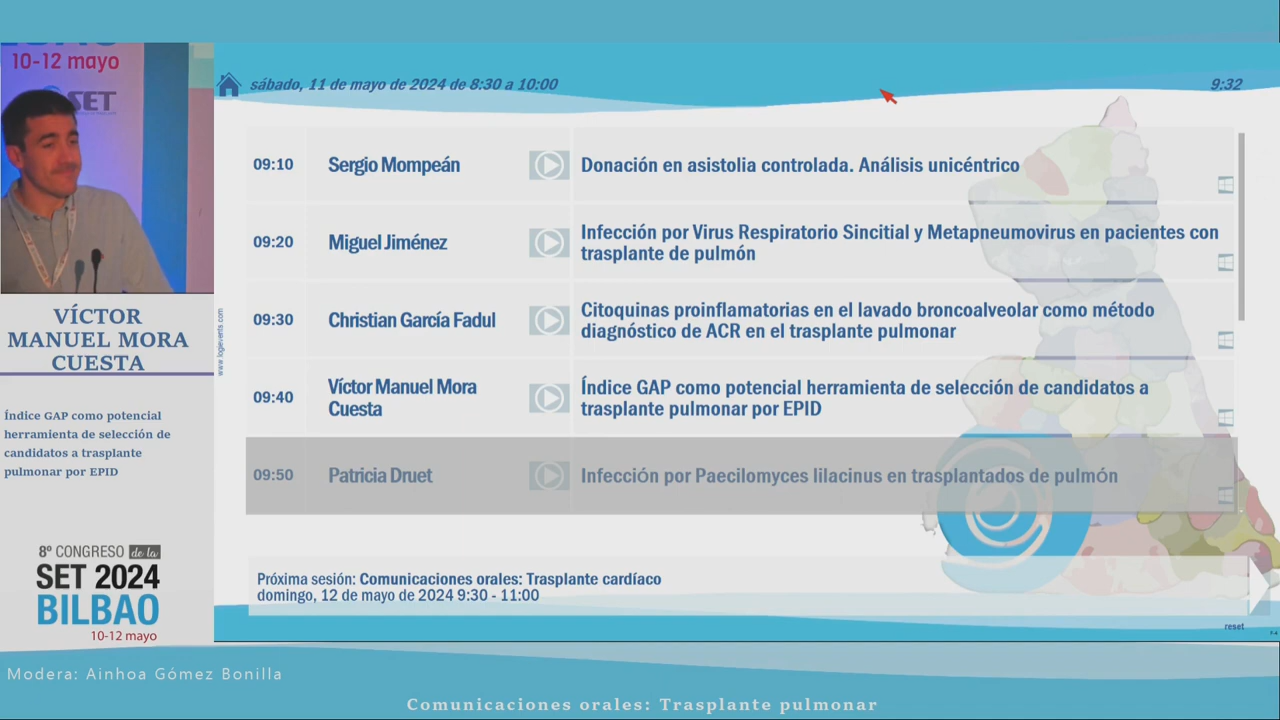 10-12 mayo
SET
VÍCTOR
MANUEL MORA
CUESTA
Índice GAP como potencial
herramienta de selección de
candidatos a trasplante
pulmonar por EPID
8º CONGRESO de la
SET 2024
BILBAO
10-12 mayo
sábado, 11 de mayo de 2024 de 8:30 a 10:00
9:32
www.logievents.com
09:10 Sergio Mompeán Donación en asistolia controlada. Análisis unicéntrico
09:20 Miguel Jiménez Infección por Virus Respiratorio Sincitial y Metapneumovirus en pacientes con
trasplante de pulmón
09:30 Christian García Fadul Citoquinas proinflamatorias en el lavado broncoalveolar como método
diagnóstico de ACR en el trasplante pulmonar
09:40 Víctor Manuel Mora Índice GAP como potencial herramienta de selección de candidatos a
Cuesta trasplante pulmonar por EPID
09:50 Patricia Druet Infección por Paecilomyces lilacinus en trasplantados de pulmón
Próxima sesión: Comunicaciones orales: Trasplante cardíaco
domingo, 12 de mayo de 2024 9:30 - 11:00
reset
Modera: Ainhoa Gómez Bonilla
Comunicaciones orales: Trasplante pulmonar